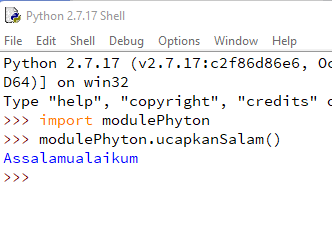 Python 2.7.17 Shell
File Edit Shell Debug Options Window Help
Python 2.7.17 (v2.7.17:c2f86d86e6,
D64)] on win32
Type "help", "copyright", "credits"
>>> import modulePhyton
>>> modulePhyton.ucapkanSalam()
Assalamualaikum
>>>